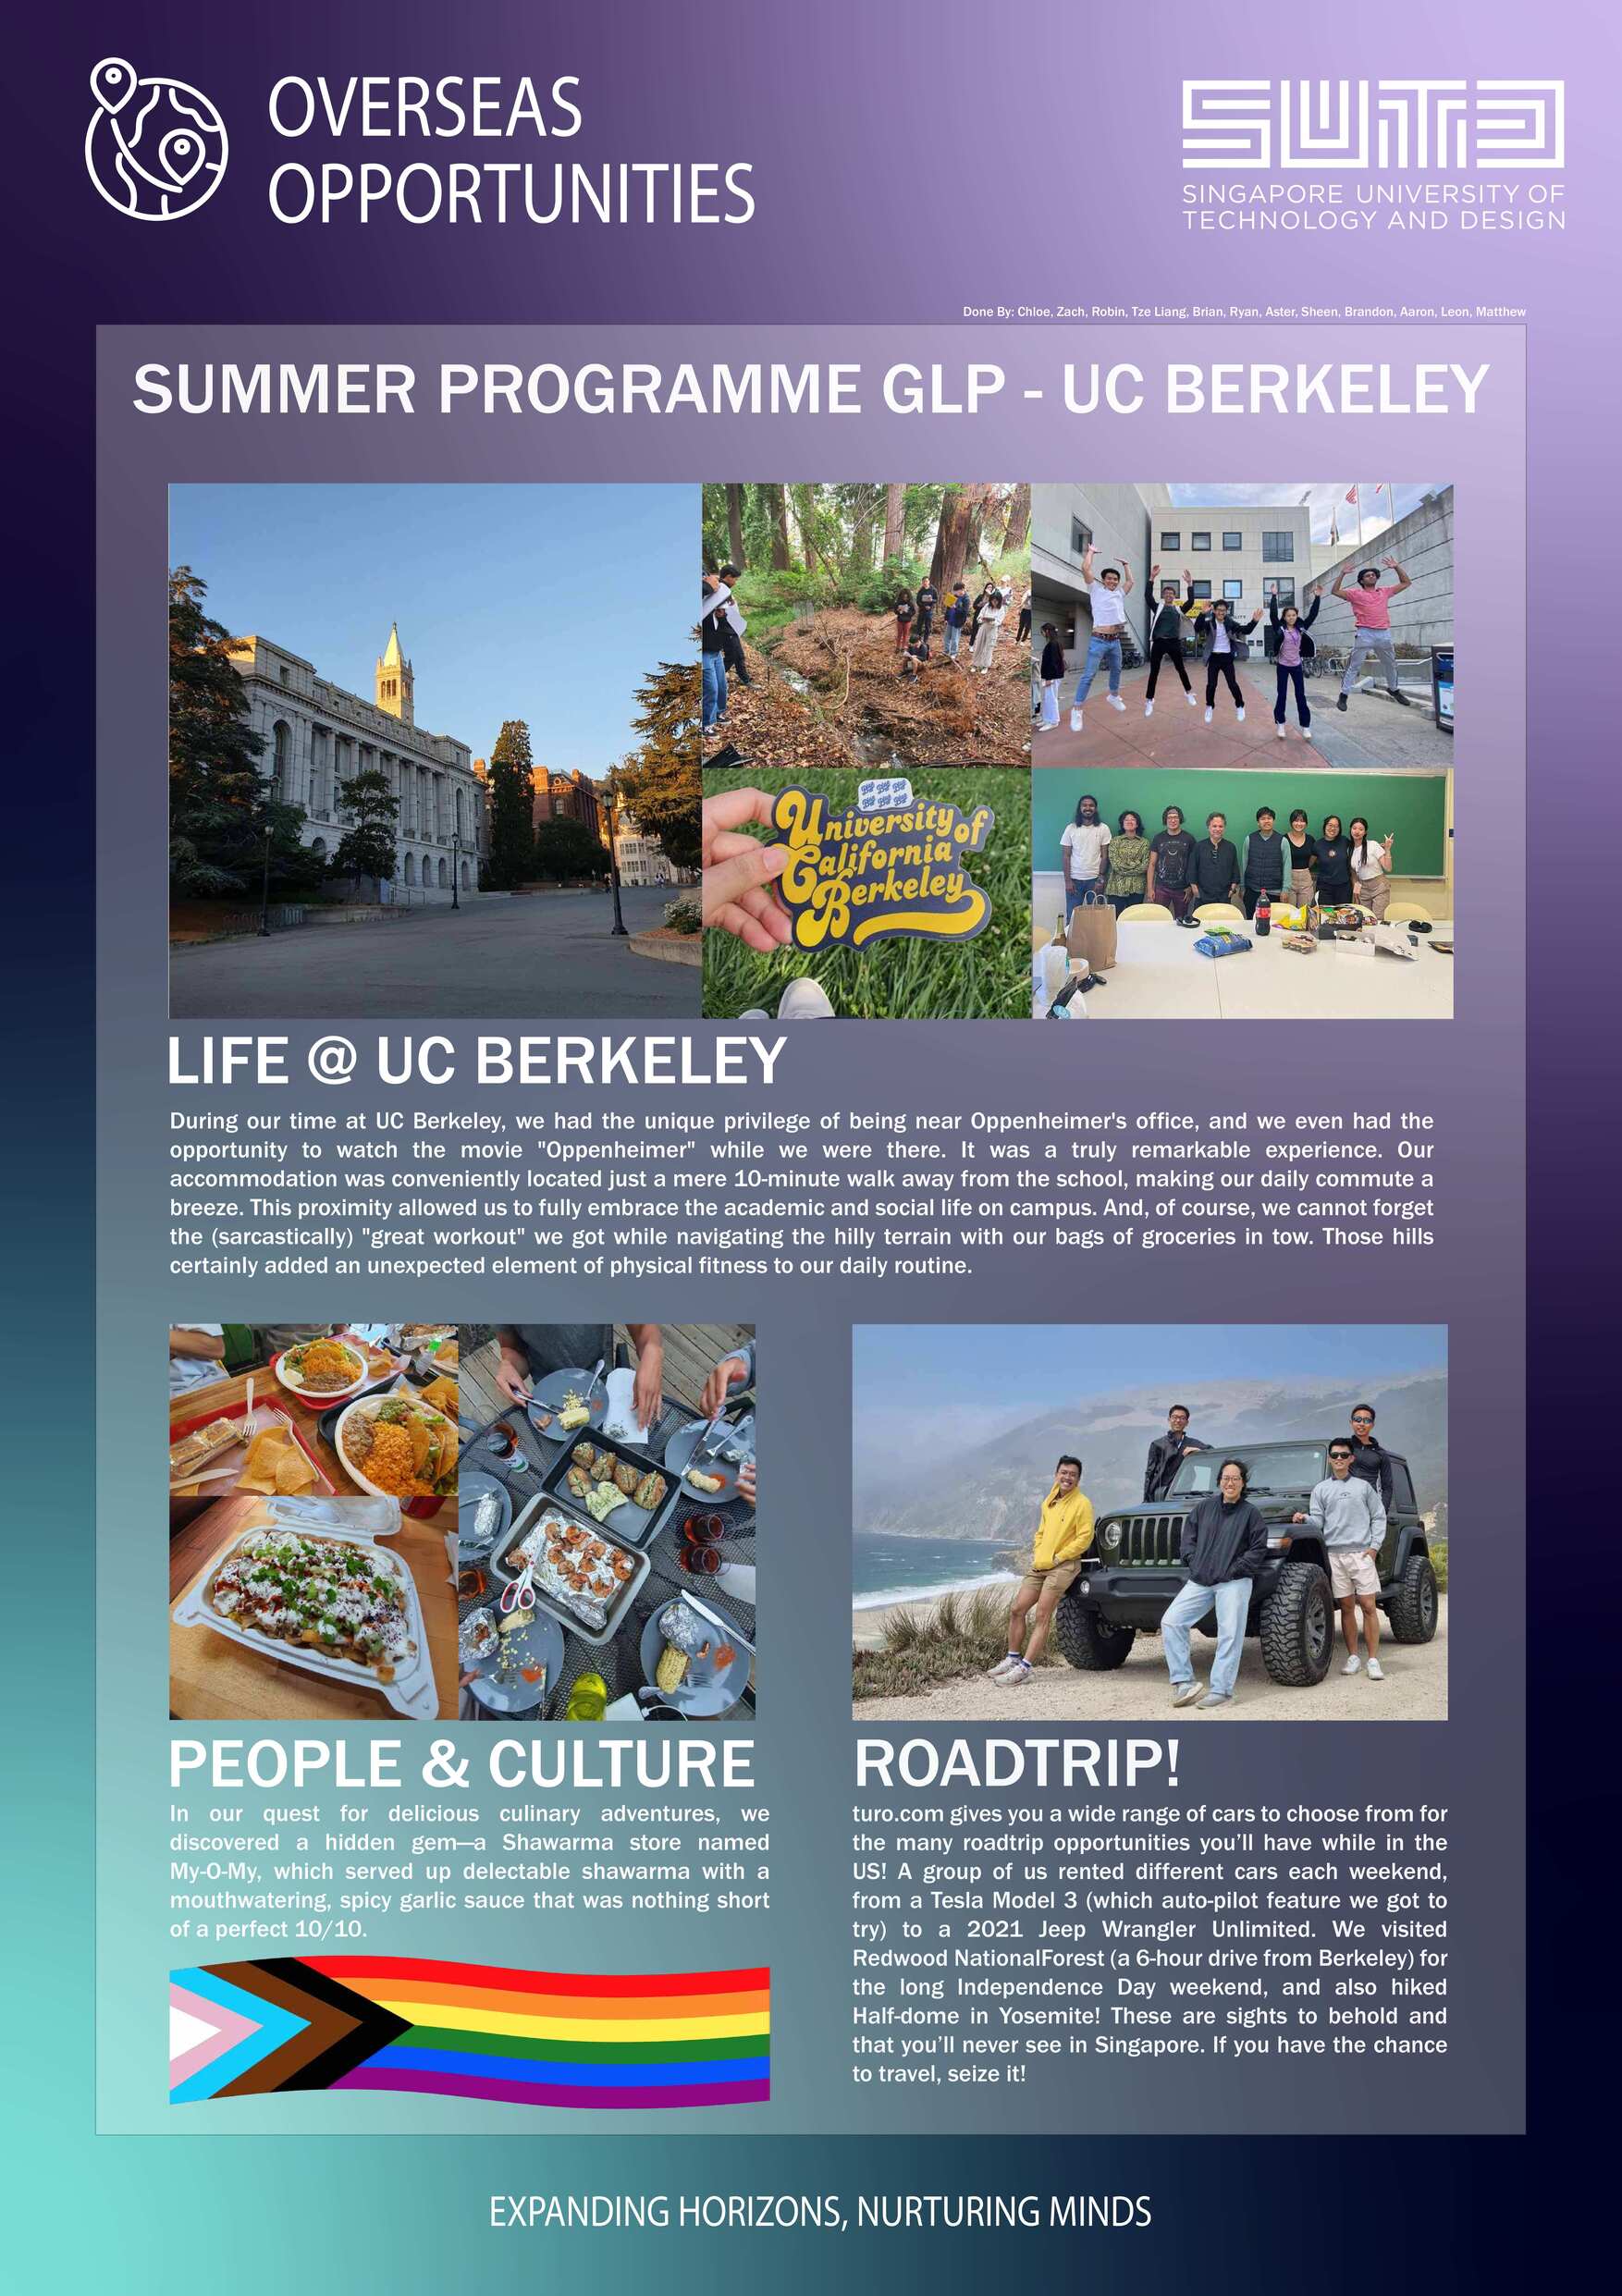 OVERSEAS
OPPORTUNITIES
SUTD
SINGAPORE UNIVERSITY OF
TECHNOLOGY AND DESIGN
Done By: Chloe, Zach, Robin, Tze Liang, Brian, Ryan, Aster, Sheen, Brandon, Aaron, Leon, Matthew
SUMMER PROGRAMME GLP - UC BERKELEY
University of
California
Berkeley
LIFE @ UC BERKELEY
During our time at UC Berkeley, we had the unique privilege of being near Oppenheimer's office, and we even had the
opportunity to watch the movie "Oppenheimer" while we were there. It was a truly remarkable experience. Our
accommodation was conveniently located just a mere 10-minute walk away from the school, making our daily commute a
breeze. This proximity allowed us to fully embrace the academic and social life on campus. And, of course, we cannot forget
the (sarcastically) "great workout" we got while navigating the hilly terrain with our bags of groceries in tow. Those hills
certainly added an unexpected element of physical fitness to our daily routine.
PEOPLE & CULTURE
In our quest for delicious culinary adventures, we
discovered a hidden gem—a Shawarma store named
My-O-My, which served up delectable shawarma with a
mouthwatering, spicy garlic sauce that was nothing short
of a perfect 10/10.
ROADTRIP!
turo.com gives you a wide range of cars to choose from for
the many roadtrip opportunities you’ll have while in the
US! A group of us rented different cars each weekend,
from a Tesla Model 3 (which auto-pilot feature we got to
try) to a 2021 Jeep Wrangler Unlimited. We visited
Redwood NationalForest (a 6-hour drive from Berkeley) for
the long Independence Day weekend, and also hiked
Half-dome in Yosemite! These are sights to behold and
that you’ll never see in Singapore. If you have the chance
to travel, seize it!
EXPANDING HORIZONS, NURTURING MINDS